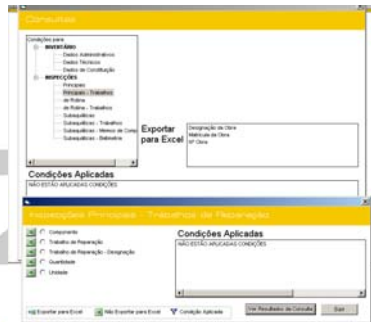 Consultas
Condições para:
INVENTÁRIO
Dados Administrativos
Dados Técnicos
Dados de Constituição
INSPECÇÕES
Principais
Principais - Trabalhos
de Rotina
de Rotina - Trabalhos
Subaquáticas
Subaquáticas - Trabalhos
Subaquáticas - Meios de Comp
Subaquáticas - Batimetria
Exportar para Excel
Designação da Obra
Matrícula da Obra
Nº Obra
Condições Aplicadas
NÃO ESTÃO APLICADAS CONDIÇÕES
Inspecções Principais - Trabalhos de Reparação
Componente
Trabalho de Reparação
Trabalho de Reparação - Designação
Quantidade
Unidade
Condições Aplicadas
NÃO ESTÃO APLICADAS CONDIÇÕES
Exportar para Excel
Não Exportar para Excel
Condição Aplicada
Ver Resultados da Consulta
Sair